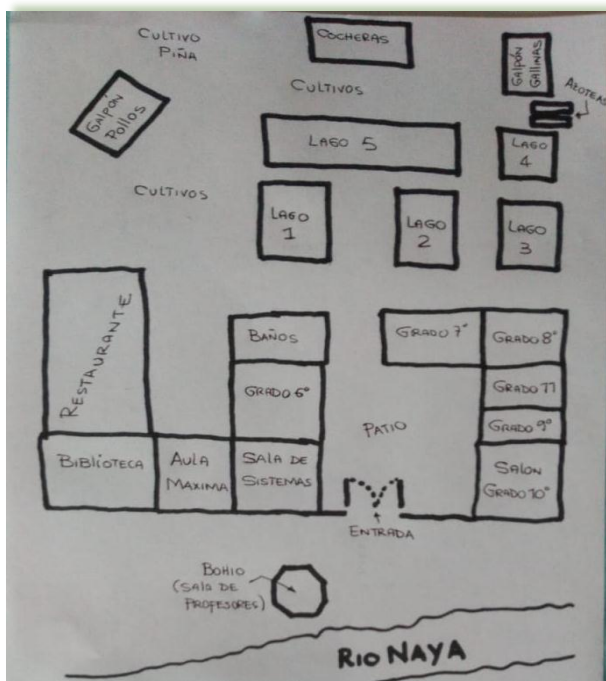 CULTIVO
PIÑA
COCHERAS
GALPÓN
GALLINAS
AZOTEAS
CULTIVOS
GALPÓN
Pollos
LAGO 5
LAGO
4
CULTIVOS
LAGO
1
LAGO
2
LAGO
3
RESTAURANTE
BAÑOS
GRADO 7°
GRADO 8°
GRADO 6°
GRADO 11
GRADO 9°
PATIO
BIBLIOTECA
AULA
MAXIMA
SALA DE
SISTEMAS
SALON
GRADO 10°
ENTRADA
BOHIO
(SALA DE
PROFESORES)
RIO NAYA